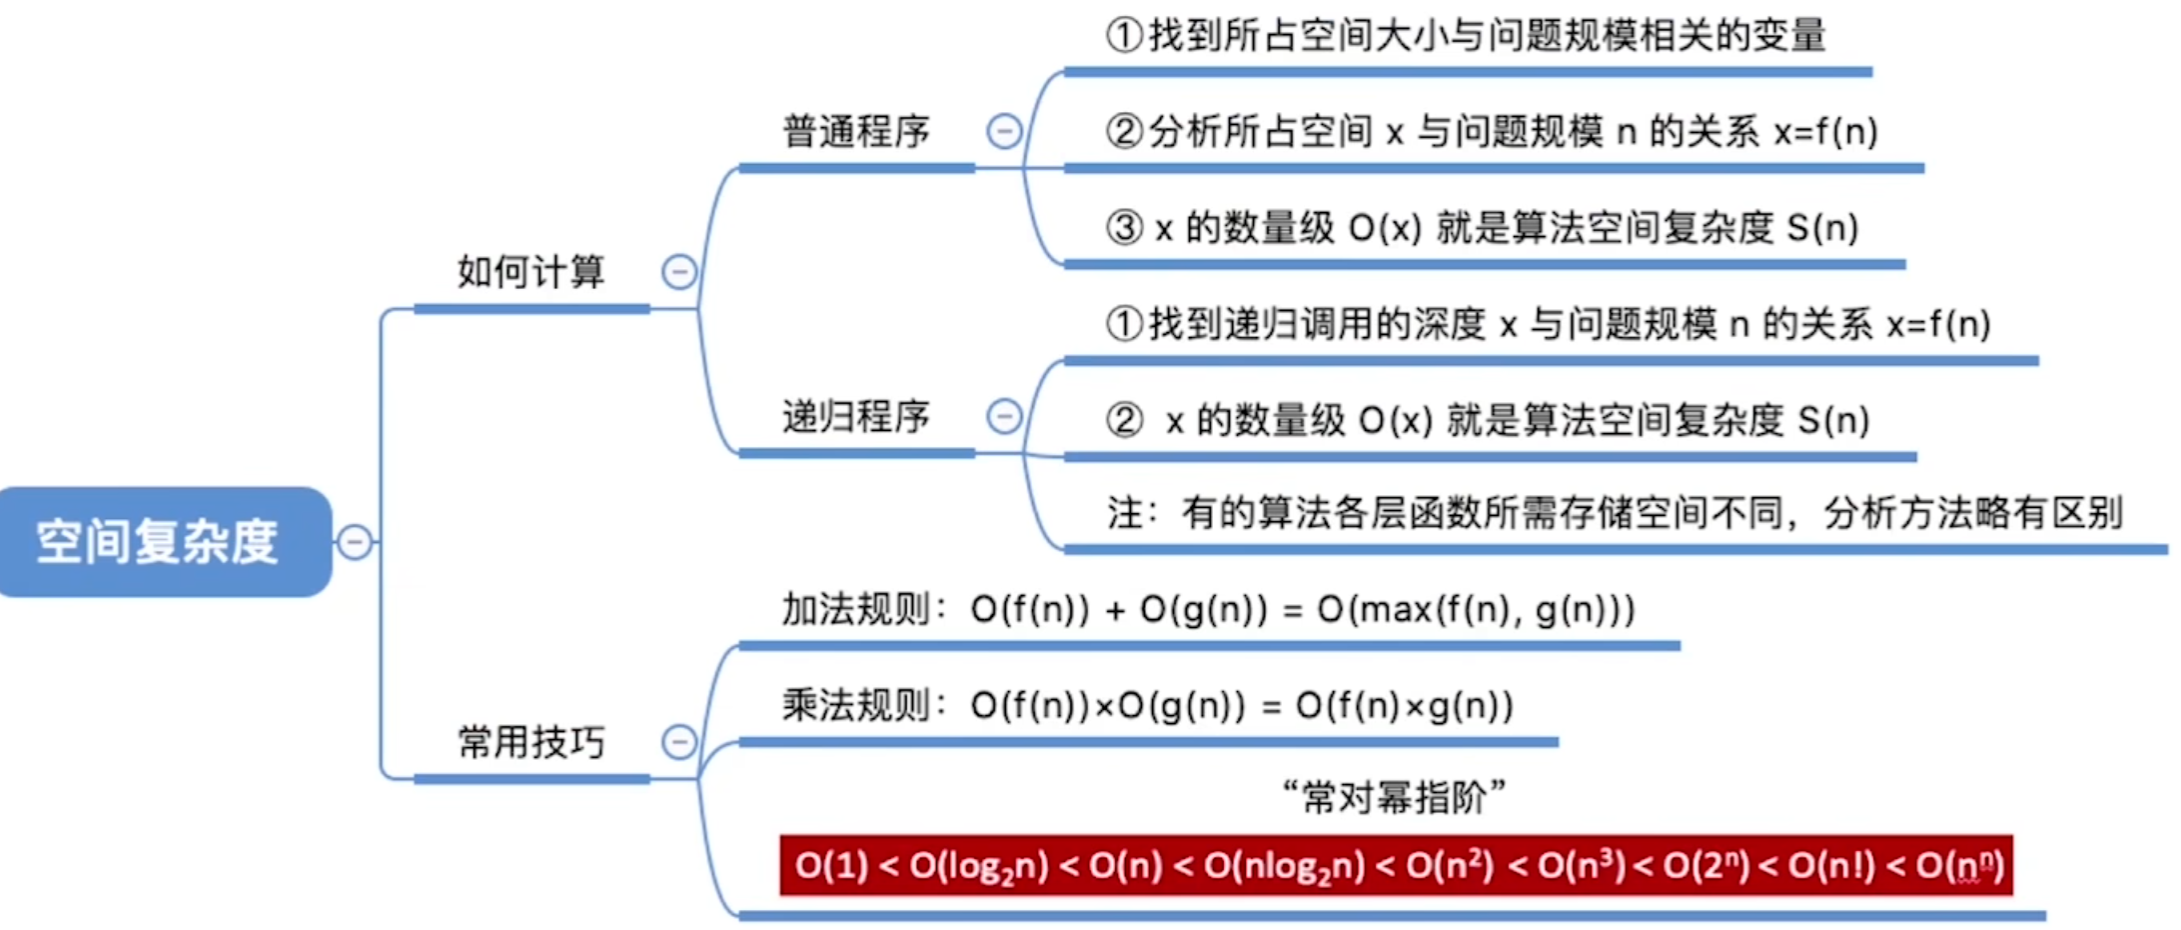 ①找到所占空间大小与问题规模相关的变量
普通程序
②分析所占空间 x 与问题规模 n 的关系 x=f(n)
③ x 的数量级 O(x) 就是算法空间复杂度 S(n)
如何计算
①找到递归调用的深度 x 与问题规模 n 的关系 x=f(n)
递归程序
② x 的数量级 O(x) 就是算法空间复杂度 S(n)
注：有的算法各层函数所需存储空间不同，分析方法略有区别
空间复杂度
加法规则：O(f(n)) + O(g(n)) = O(max(f(n), g(n)))
乘法规则：O(f(n))×O(g(n)) = O(f(n)×g(n))
常用技巧
“常对幂指阶”
O(1) < O(log₂n) < O(n) < O(nlog₂n) < O(n²) < O(n³) < O(2ⁿ) < O(n!) < O(nⁿ)